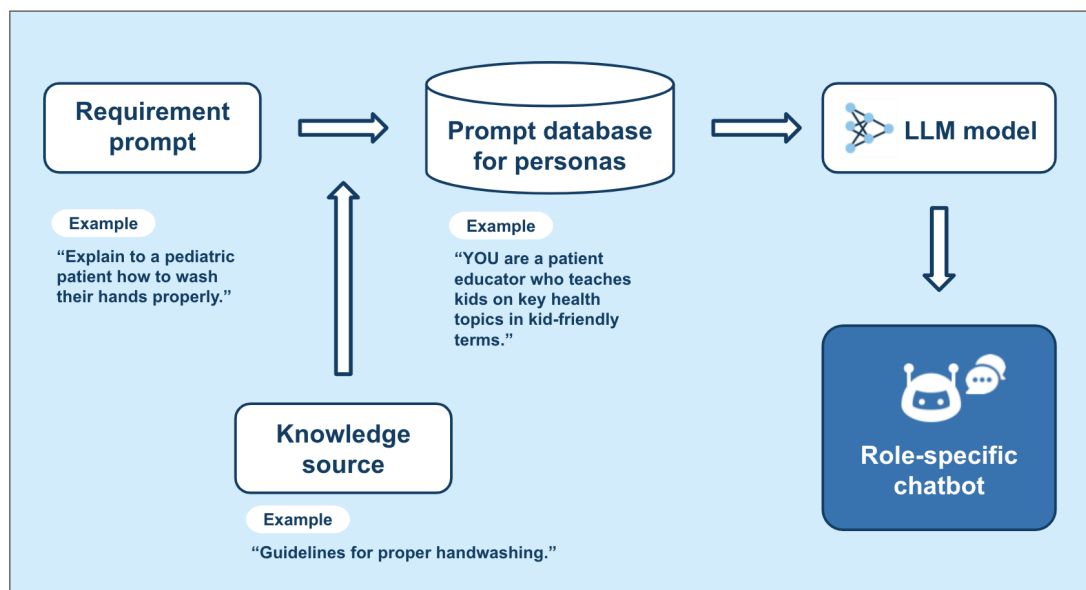 Requirement
prompt
Prompt database
for personas
LLM model
Example
“Explain to a pediatric
patient how to wash
their hands properly.”
Example
“YOU are a patient
educator who teaches
kids on key health
topics in kid-friendly
terms.”
Knowledge
source
Example
“Guidelines for proper handwashing.”
Role-specific
chatbot